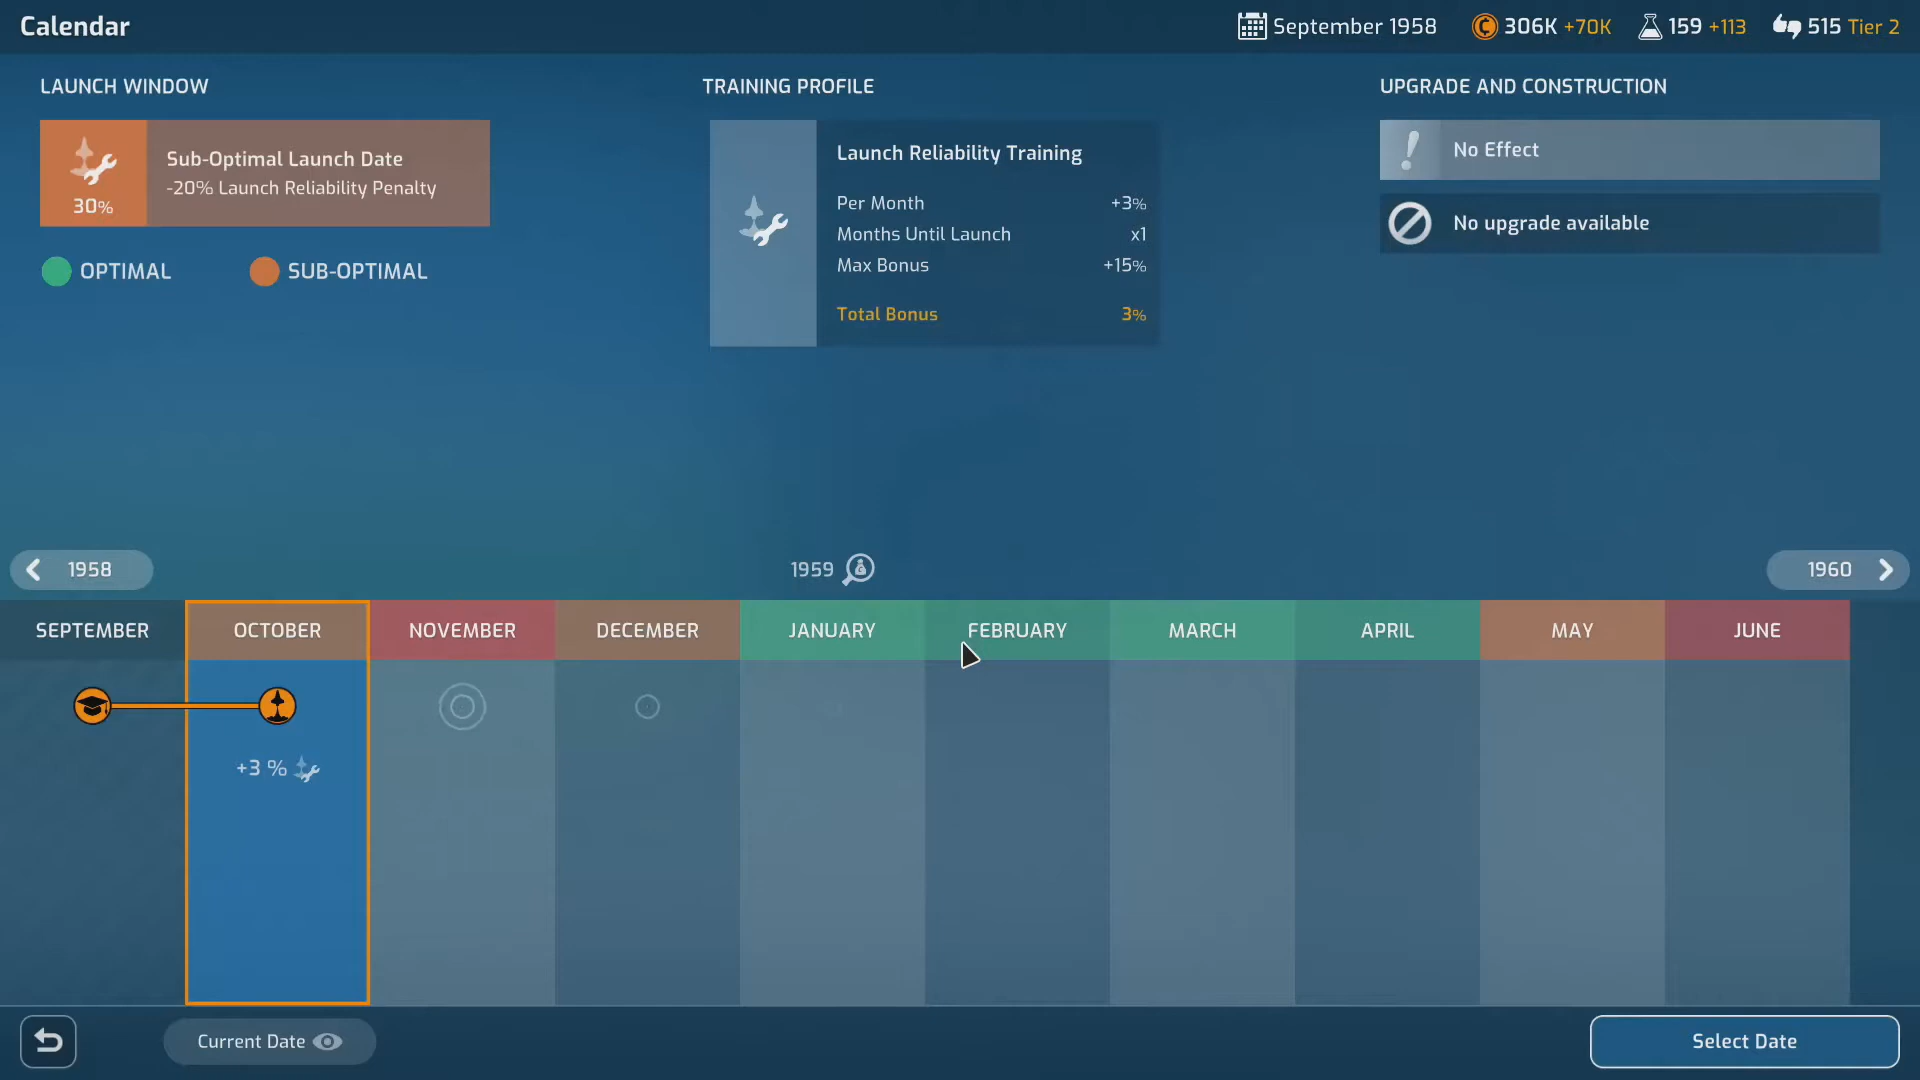 Calendar
September 1958
306K +70K
159 +113
515 Tier 2
LAUNCH WINDOW
Sub-Optimal Launch Date
-20% Launch Reliability Penalty
30%
OPTIMAL
SUB-OPTIMAL
TRAINING PROFILE
Launch Reliability Training
Per Month +3%
Months Until Launch x1
Max Bonus +15%
Total Bonus 3%
UPGRADE AND CONSTRUCTION
No Effect
No upgrade available
1958
1959
1960
SEPTEMBER
OCTOBER
NOVEMBER
DECEMBER
JANUARY
FEBRUARY
MARCH
APRIL
MAY
JUNE
+3 %
Current Date
Select Date